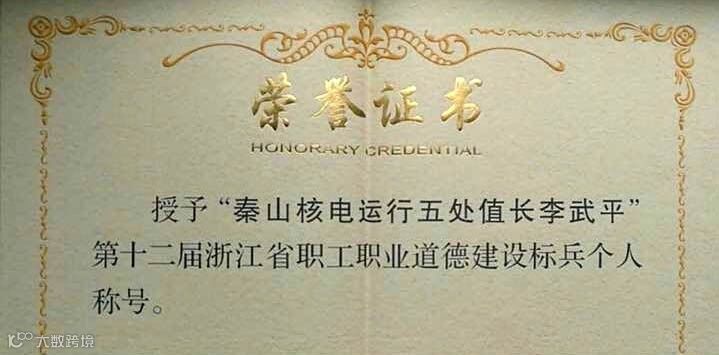 荣誉证书
HONORARY CREDENTIAL
授予“秦山核电运行五处值长李武平”
第十二届浙江省职工职业道德建设标兵个人
称号。
大数跨境